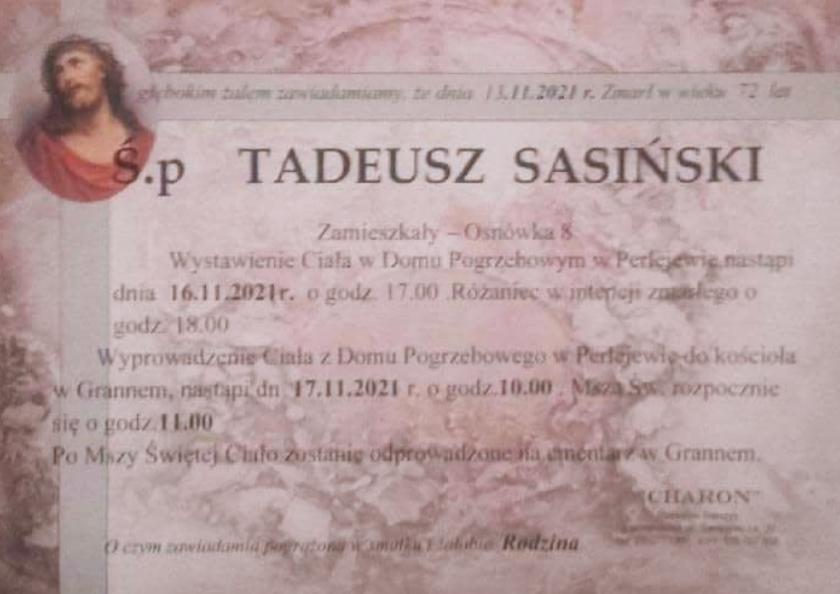 głębokim żalem zawiadamiamy, że dnia 13.11.2021 r. Zmarł w wieku 72 lat
Ś.p TADEUSZ SASIŃSKI
Zamieszkały – Osnówka 8
Wystawienie Ciała w Domu Pogrzebowym w Perlejewie nastąpi
dnia 16.11.2021r. o godz. 17.00 .Różaniec w intencji zmarłego o
godz. 18.00
Wyprowadzenie Ciała z Domu Pogrzebowego w Perlejewie do kościoła
w Grannem, nastąpi dn 17.11.2021 r. o godz.10.00 . Msza Św. rozpocznie
się o godz.11.00
Po Mszy Świętej Ciało zostanie odprowadzone na cmentarz w Grannem.
"CHARON"
O czym zawiadamia pogrążona w smutku i żałobie Rodzina